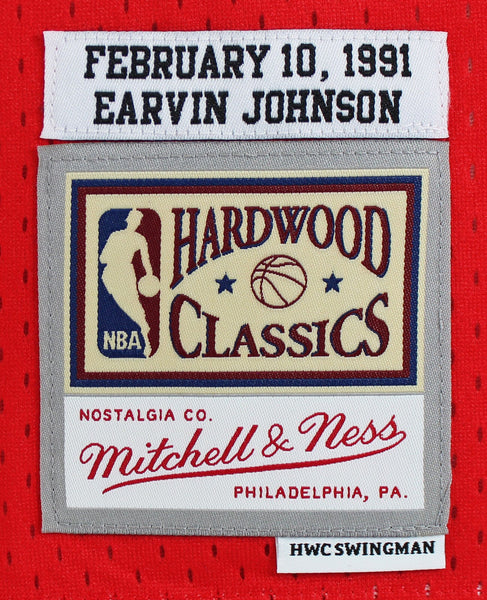 FEBRUARY 10, 1991
EARVIN JOHNSON
HARDWOOD
CLASSICS
NBA
NOSTALGIA CO.
Mitchell & Ness
PHILADELPHIA, PA.
HWC SWINGMAN